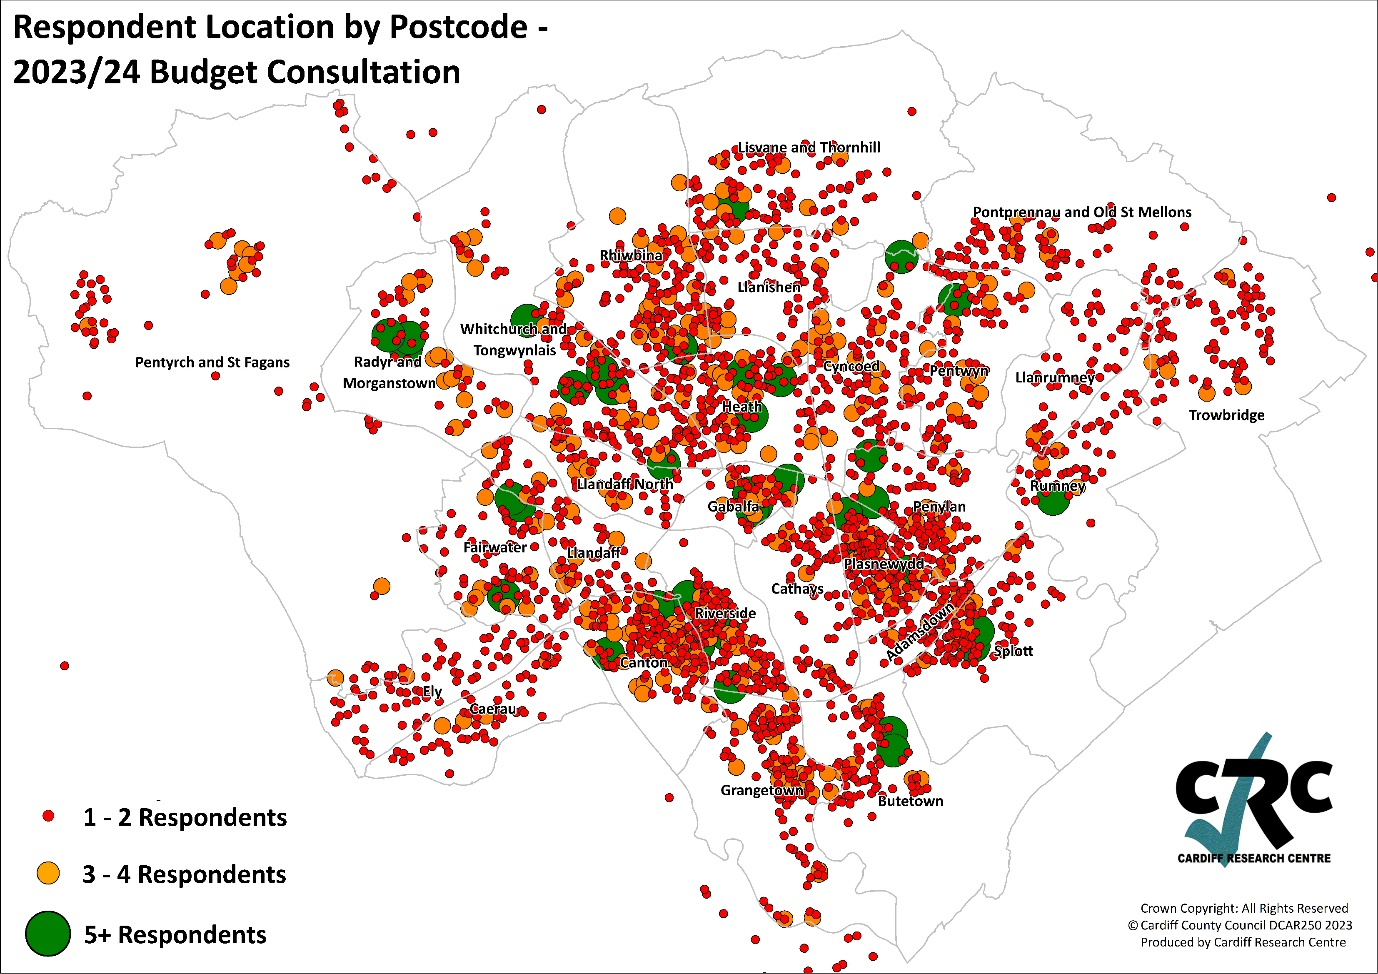 Respondent Location by Postcode -
2023/24 Budget Consultation
Lisvane and Thornhill
Pontprennau and Old St Mellons
Rhiwbina
Llanishen
Whitchurch and
Tongwynlais
Pentyrch and St Fagans
Radyr and
Morganstown
Cyncoed
Pentwyn
Llanrumney
Heath
Trowbridge
Llandaff North
Rumney
Gabalfa
Penylan
Fairwater
Llandaff
Plasnewydd
Cathays
Riverside
Adamsdown
Splott
Canton
Ely
Caerau
Grangetown
Butetown
1 - 2 Respondents
3 - 4 Respondents
5+ Respondents
CRC
CARDIFF RESEARCH CENTRE
Crown Copyright: All Rights Reserved
© Cardiff County Council DCAR250 2023
Produced by Cardiff Research Centre